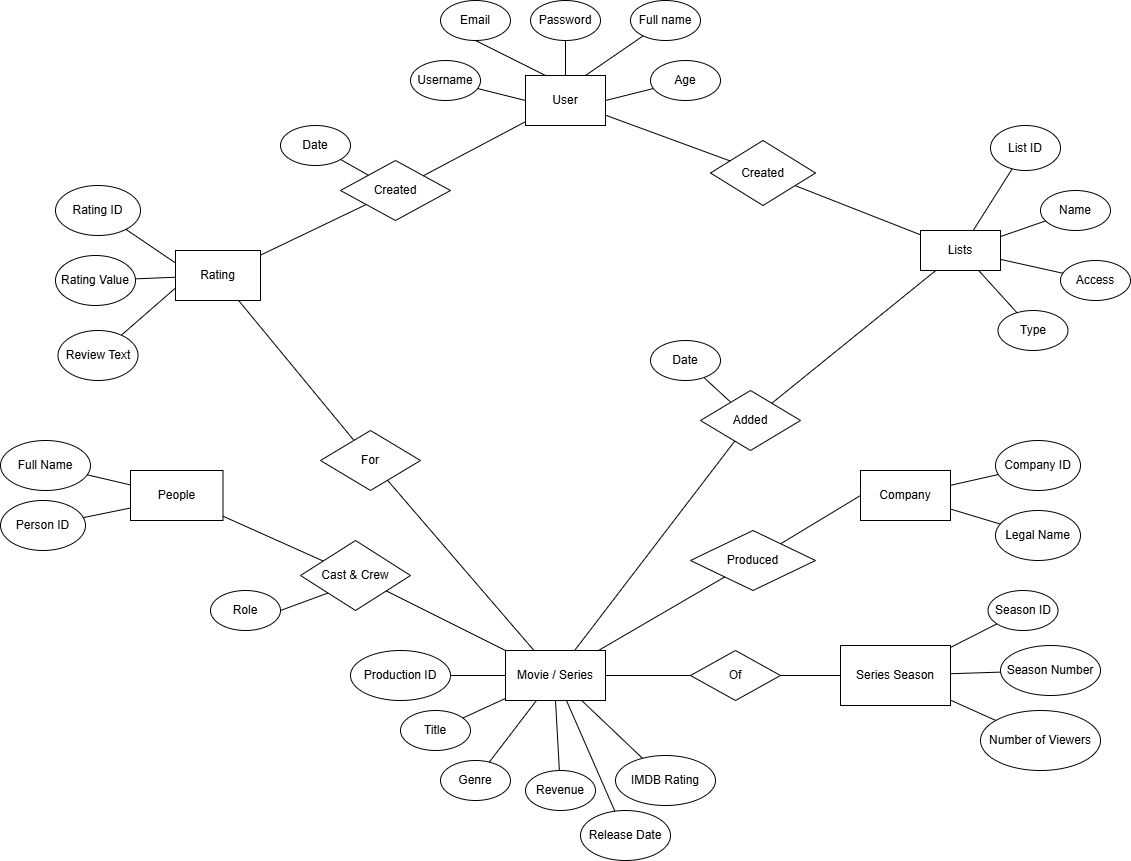 Email
Password
Full name
Username
User
Age
Date
Created
Created
List ID
Rating ID
Name
Lists
Rating
Rating Value
Access
Type
Review Text
Date
Added
For
Full Name
People
Company ID
Company
Person ID
Legal Name
Produced
Cast & Crew
Role
Season ID
Production ID
Movie / Series
Of
Series Season
Season Number
Title
Number of Viewers
Genre
Revenue
IMDB Rating
Release Date